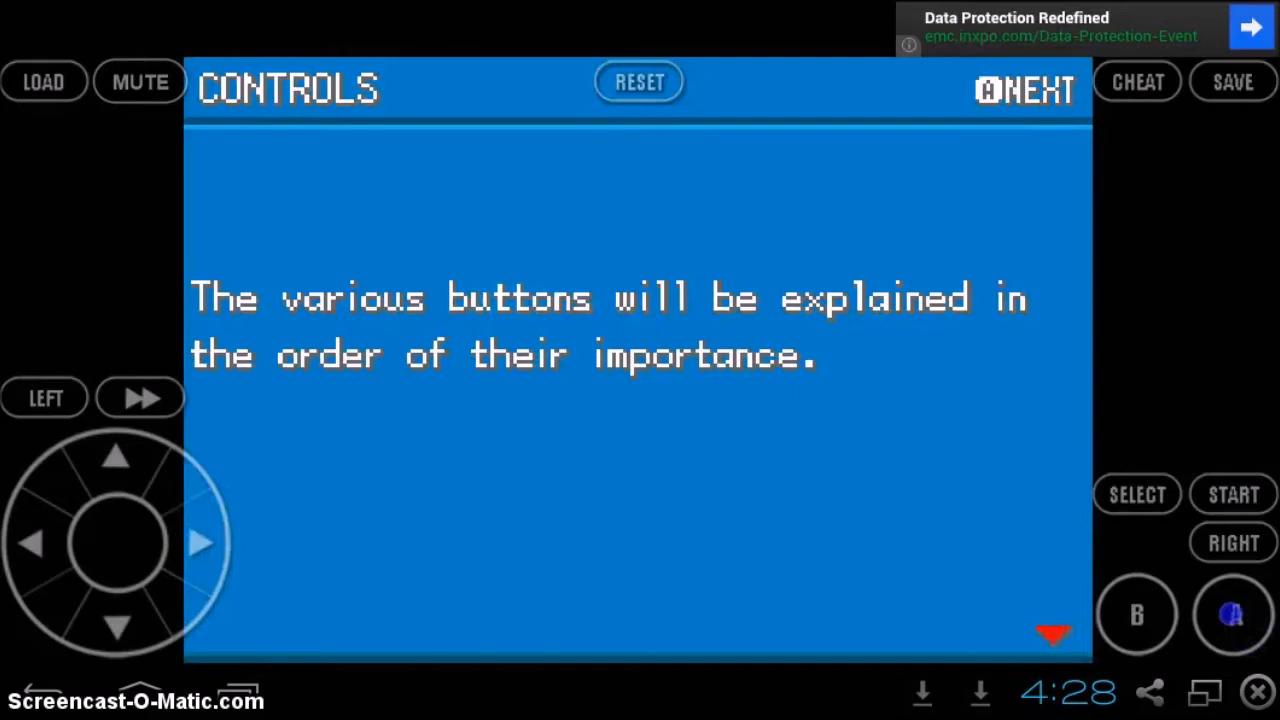 Data Protection Redefined
emc.inxpo.com/Data-Protection-Event
LOAD
MUTE
CONTROLS
RESET
A NEXT
CHEAT
SAVE
The various buttons will be explained in
the order of their importance.
LEFT
SELECT
START
RIGHT
B
A
4:28
Screencast-O-Matic.com